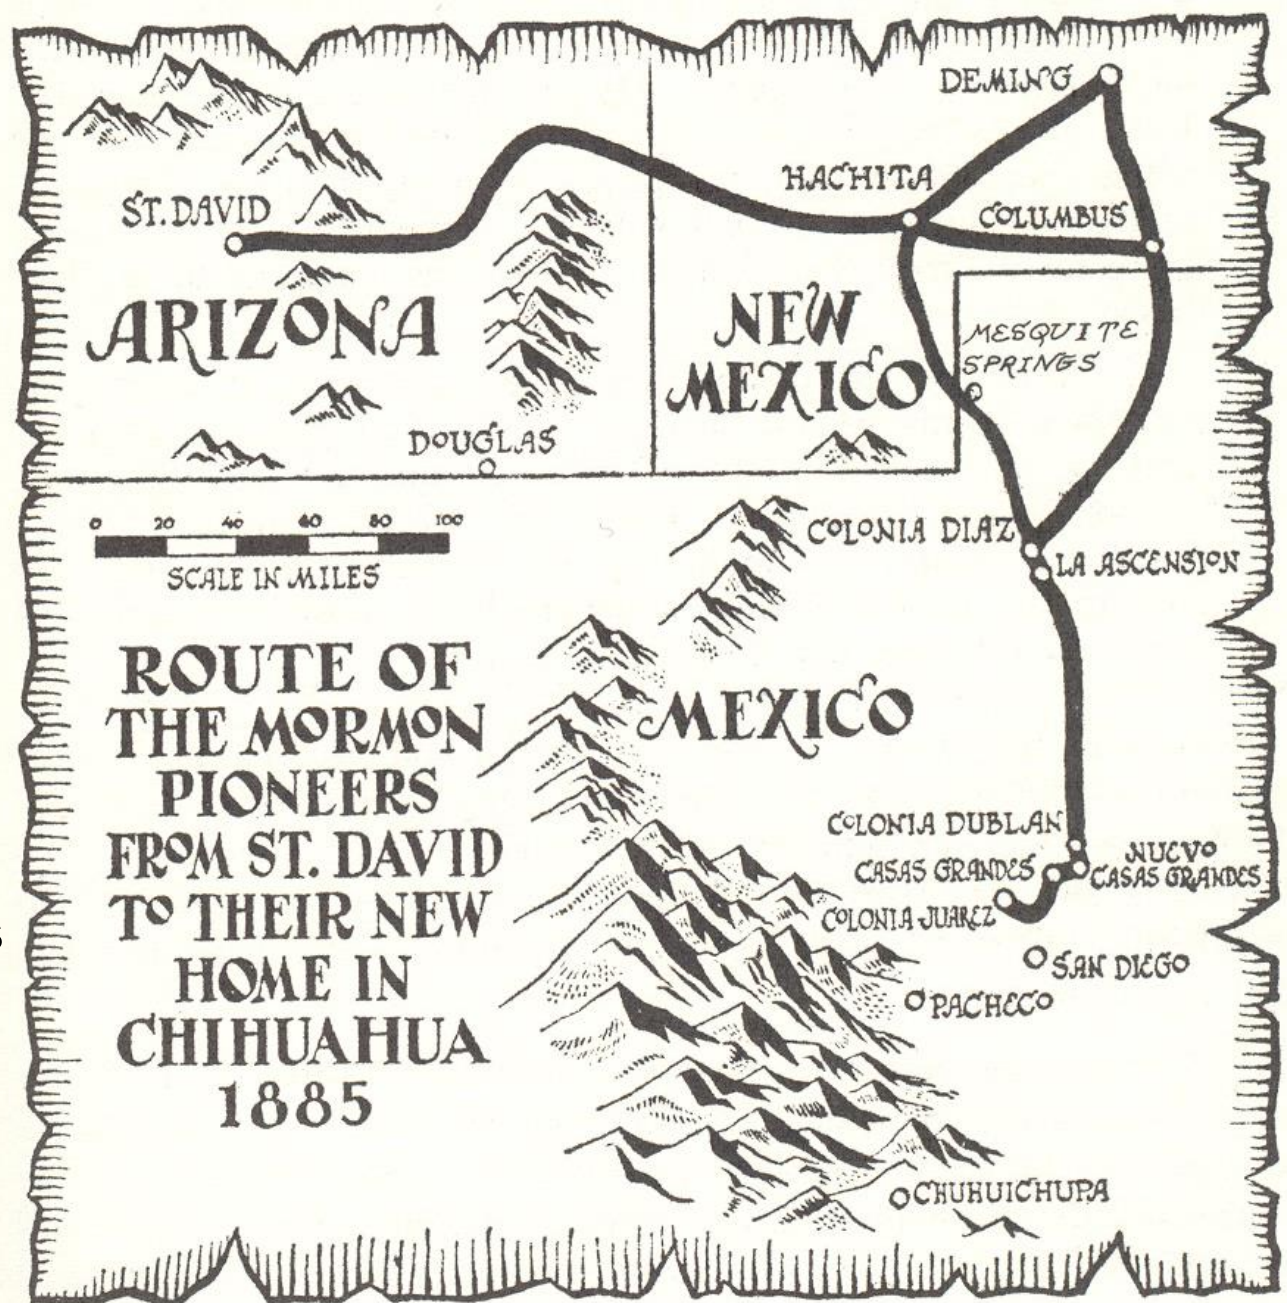 DEMING
HACHITA
ST. DAVID
COLUMBUS
ARIZONA
NEW
MEXICO
MESQUITE
SPRINGS
DOUGLAS
0 20 40 60 80 100
SCALE IN MILES
COLONIA DIAZ
LA ASCENSION
ROUTE OF
THE MORMON
PIONEERS
FROM ST. DAVID
TO THEIR NEW
HOME IN
CHIHUAHUA
1885
MEXICO
COLONIA DUBLAN
NUEVO
CASAS GRANDES
CASAS GRANDES
COLONIA JUAREZ
SAN DIEGO
PACHECO
CHUHUICHUPA